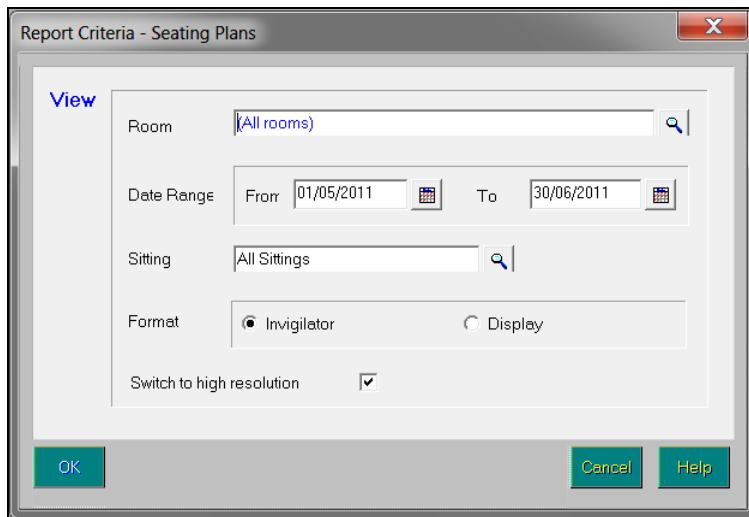 Report Criteria - Seating Plans
View
Room (All rooms)
Date Range From 01/05/2011 To 30/06/2011
Sitting All Sittings
Format Invigilator Display
Switch to high resolution
OK Cancel Help